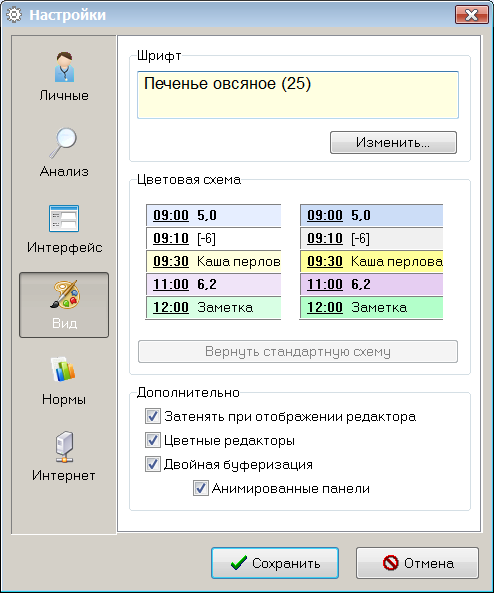 Настройки
Личные
Анализ
Интерфейс
Вид
Нормы
Интернет
Шрифт
Печенье овсяное (25)
Изменить...
Цветовая схема
09:00 5,0
09:10 [-6]
09:30 Каша перлова
11:00 6,2
12:00 Заметка
09:00 5,0
09:10 [-6]
09:30 Каша перлова
11:00 6,2
12:00 Заметка
Вернуть стандартную схему
Дополнительно
Затенять при отображении редактора
Цветные редакторы
Двойная буферизация
Анимированные панели
Сохранить
Отмена